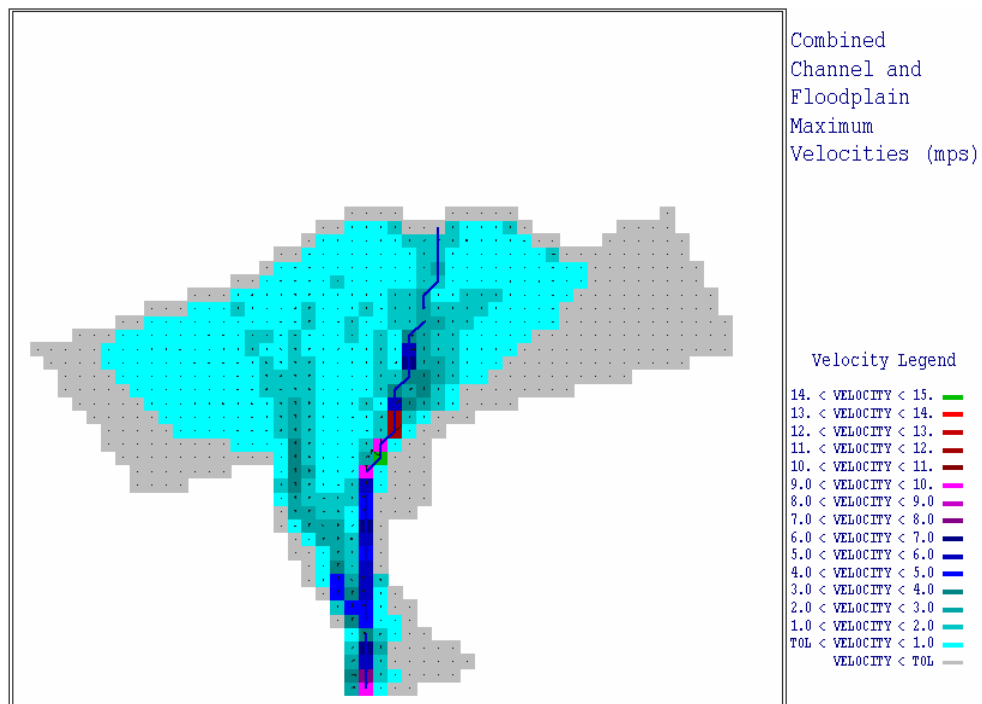 Combined
Channel and
Floodplain
Maximum
Velocities (mps)
Velocity Legend
14. < VELOCITY < 15.
13. < VELOCITY < 14.
12. < VELOCITY < 13.
11. < VELOCITY < 12.
10. < VELOCITY < 11.
9.0 < VELOCITY < 10.
8.0 < VELOCITY < 9.0
7.0 < VELOCITY < 8.0
6.0 < VELOCITY < 7.0
5.0 < VELOCITY < 6.0
4.0 < VELOCITY < 5.0
3.0 < VELOCITY < 4.0
2.0 < VELOCITY < 3.0
1.0 < VELOCITY < 2.0
TOL < VELOCITY < 1.0
VELOCITY < TOL